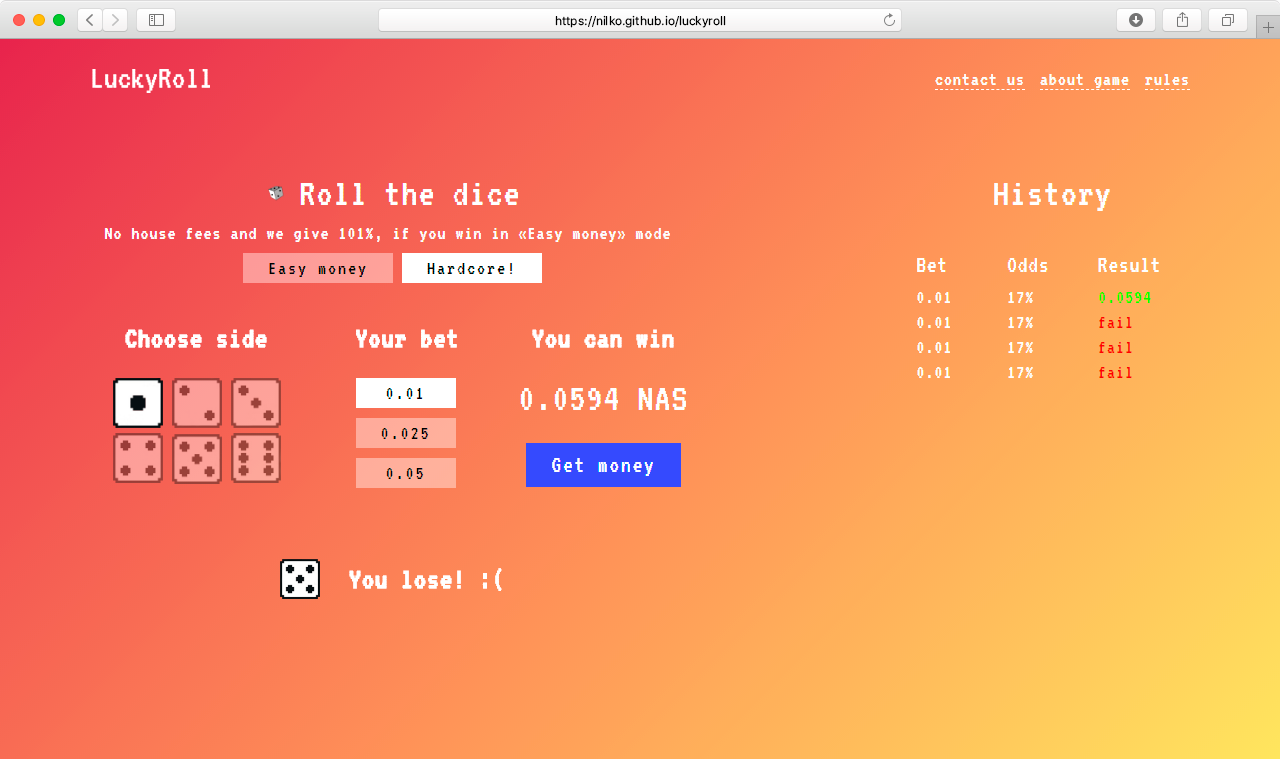 https://nilko.github.io/luckyroll
LuckyRoll
contact us about game rules
Roll the dice
No house fees and we give 101%, if you win in «Easy money» mode
Easy money Hardcore!
Choose side
Your bet
0.01
0.025
0.05
You can win
0.0594 NAS
Get money
You lose! :(
History
Bet Odds Result
0.01 17% 0.0594
0.01 17% fail
0.01 17% fail
0.01 17% fail